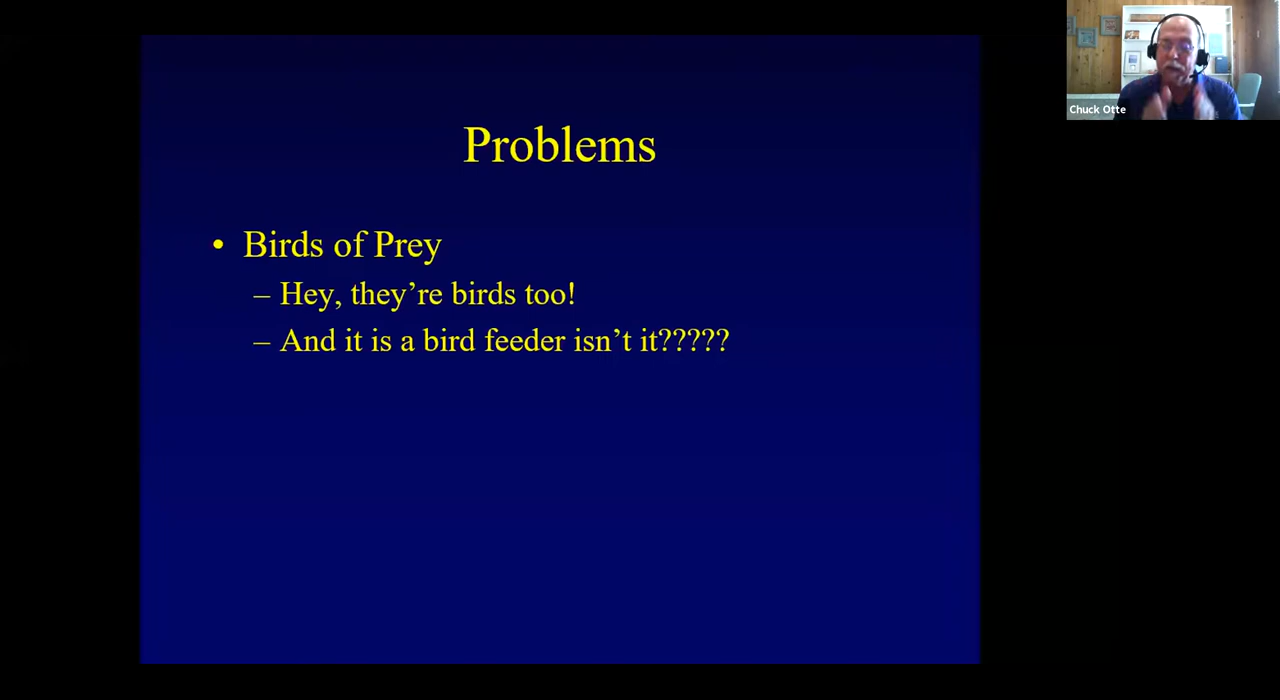 Problems
• Birds of Prey
– Hey, they’re birds too!
– And it is a bird feeder isn’t it?????
Chuck Otte